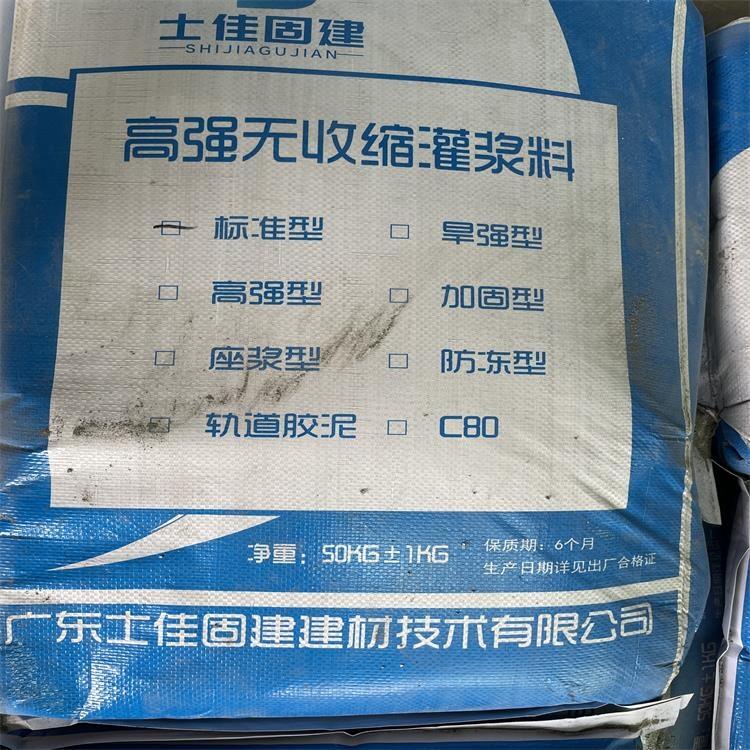 士佳固建
SHIJIAGUJIAN
高强无收缩灌浆料
标准型 □ 早强型
□ 高强型 □ 加固型
□ 座浆型 □ 防冻型
□ 轨道胶泥 □ C80
净重：50KG±1KG 保质期：6个月
生产日期详见出厂合格证
广东士佳固建建材技术有限公司
50KG±1KG